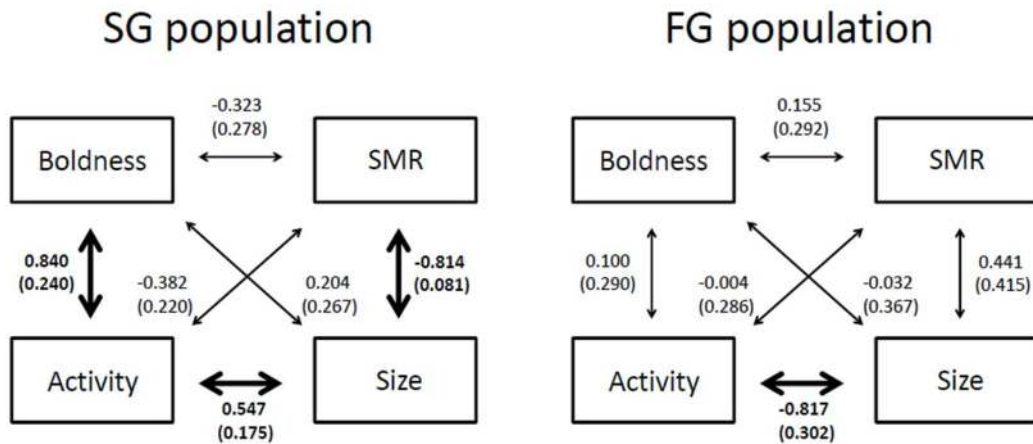 SG population
-0.323
(0.278)
Boldness
SMR
0.840
(0.240)
-0.382
(0.220)
0.204
(0.267)
-0.814
(0.081)
Activity
Size
0.547
(0.175)
FG population
0.155
(0.292)
Boldness
SMR
0.100
(0.290)
-0.004
(0.286)
-0.032
(0.367)
0.441
(0.415)
Activity
Size
-0.817
(0.302)